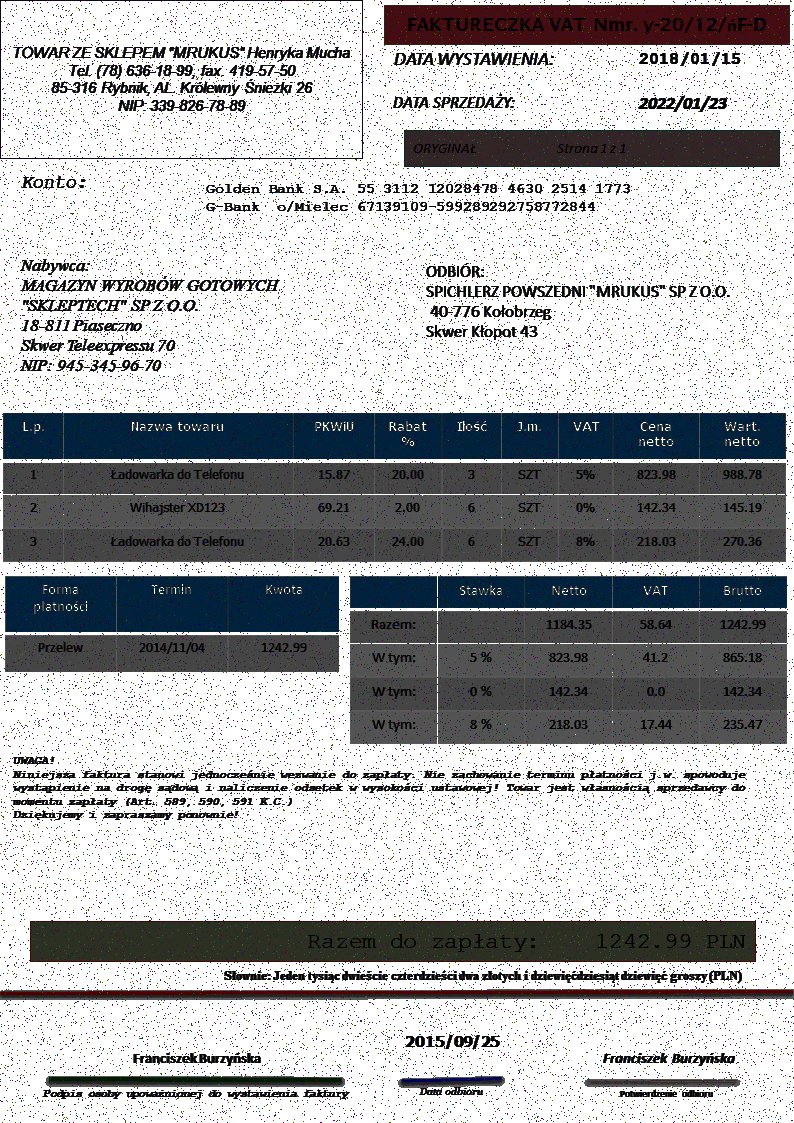 FAKTURECZKA VAT Nmr. y-20/12/ńF-D
TOWAR ZE SKLEPEM "MRUKUS" Henryka Mucha
Tel. (78) 636-18-99, fax. 419-57-50
85-316 Rybnik, AL. Królewny Śnieżki 26
NIP: 339-826-78-89
DATA WYSTAWIENIA: 2018/01/15
DATA SPRZEDAŻY: 2022/01/23
ORYGINAŁ Strona 1 z 1
Konto:
Golden Bank S.A. 55 3112 12028478 4630 2514 1773
G-Bank o/Mielec 67139109-599289292758772844
Nabywca:
MAGAZYN WYROBÓW GOTOWYCH
"SKLEPTECH" SP Z O.O.
18-811 Piaseczno
Skwer Teleexpressu 70
NIP: 945-345-96-70
ODBIÓR:
SPICHLERZ POWSZEDNI "MRUKUS" SP Z O.O.
40-776 Kołobrzeg
Skwer Kłopot 43
L.p. Nazwa towaru PKWiU Rabat % Ilość J.m. VAT Cena netto Wart. netto
1 Ładowarka do Telefonu 15.87 20.00 3 SZT 5% 823.98 988.78
2 Wihajster XD123 69.21 2.00 6 SZT 0% 142.34 145.19
3 Ładowarka do Telefonu 20.63 24.00 6 SZT 8% 218.03 270.36
Forma płatności Termin Kwota
Przelew 2014/11/04 1242.99
Stawka Netto VAT Brutto
Razem: 1184.35 58.64 1242.99
W tym: 5 % 823.98 41.2 865.18
W tym: 0 % 142.34 0.0 142.34
W tym: 8 % 218.03 17.44 235.47
UWAGA!
Niniejsza faktura stanowi jednocześnie wezwanie do zapłaty. Nie zachowanie terminu płatności j.w. spowoduje
wystąpienie na drogę sądową i naliczenie odsetek w wysokości ustawowej! Towar jest własnością sprzedawcy do
momentu zapłaty (Art. 589, 590, 591 K.C.)
Dziękujemy i zapraszamy ponownie!
Razem do zapłaty: 1242.99 PLN
Słownie: Jeden tysiąc dwieście czterdzieści dwa złotych i dziewięćdziesiąt dziewięć groszy (PLN)
2015/09/25
Franciszek Burzyńska Franciszek Burzyńska
Podpis osoby upoważnionej do wystawienia faktury Data odbioru Potwierdzenie odbioru